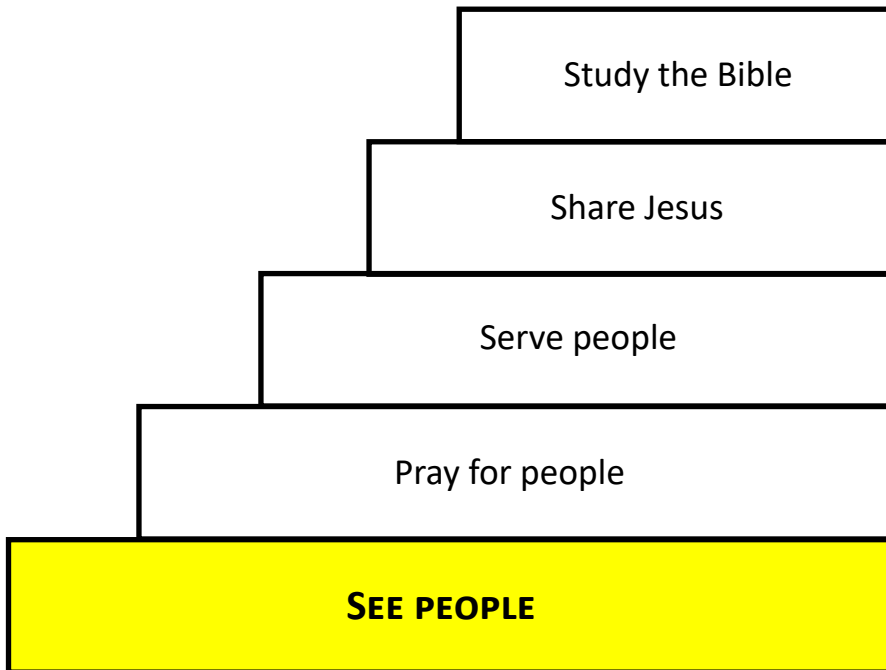 Study the Bible
Share Jesus
Serve people
Pray for people
SEE PEOPLE